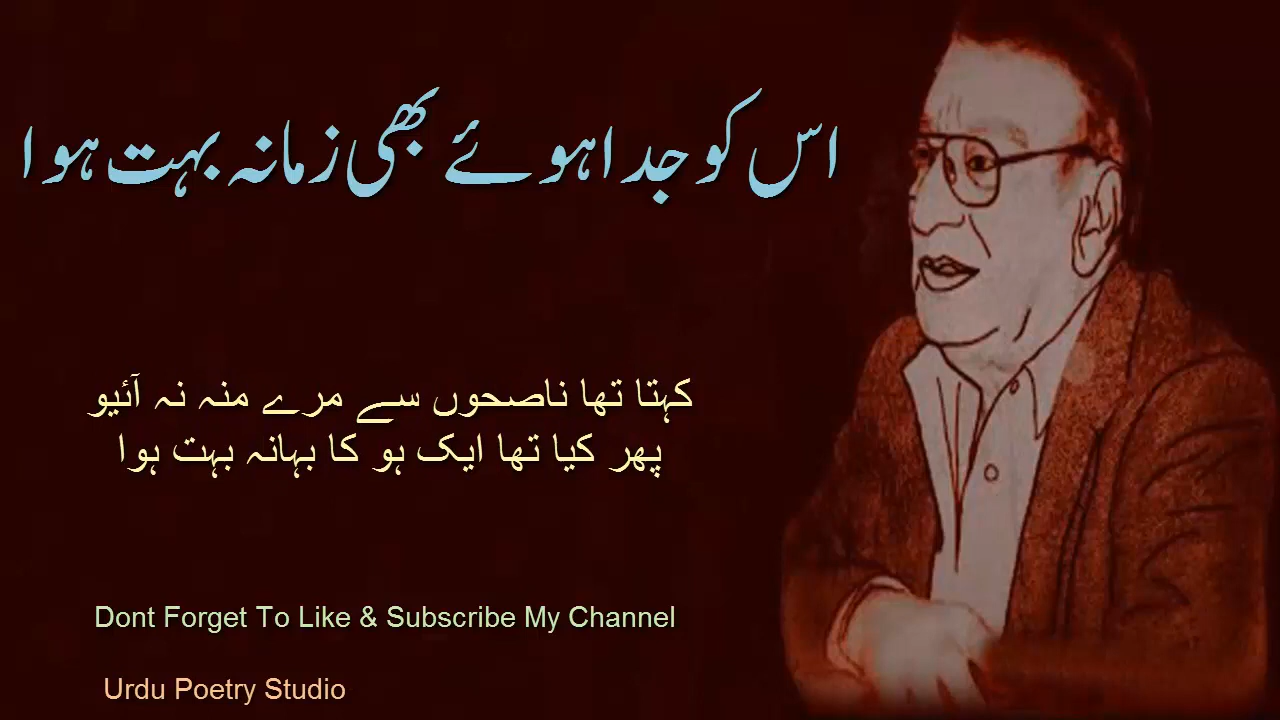 اس کو جدا ہوئے بھی زمانہ بہت ہوا
کہتا تھا ناصحوں سے مرے منہ نہ آئیو
پھر کیا تھا ایک ہو کا بہانہ بہت ہوا
Dont Forget To Like & Subscribe My Channel
Urdu Poetry Studio